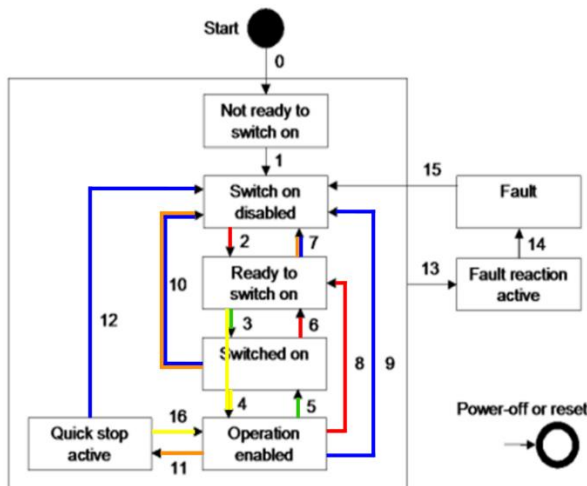 Start
0
Not ready to
switch on
1
15
Switch on
disabled
Fault
2
7
14
10
Ready to
switch on
13
Fault reaction
active
12
3
6
Switched on
8
9
4
5
Power-off or reset
16
Quick stop
active
Operation
enabled
11